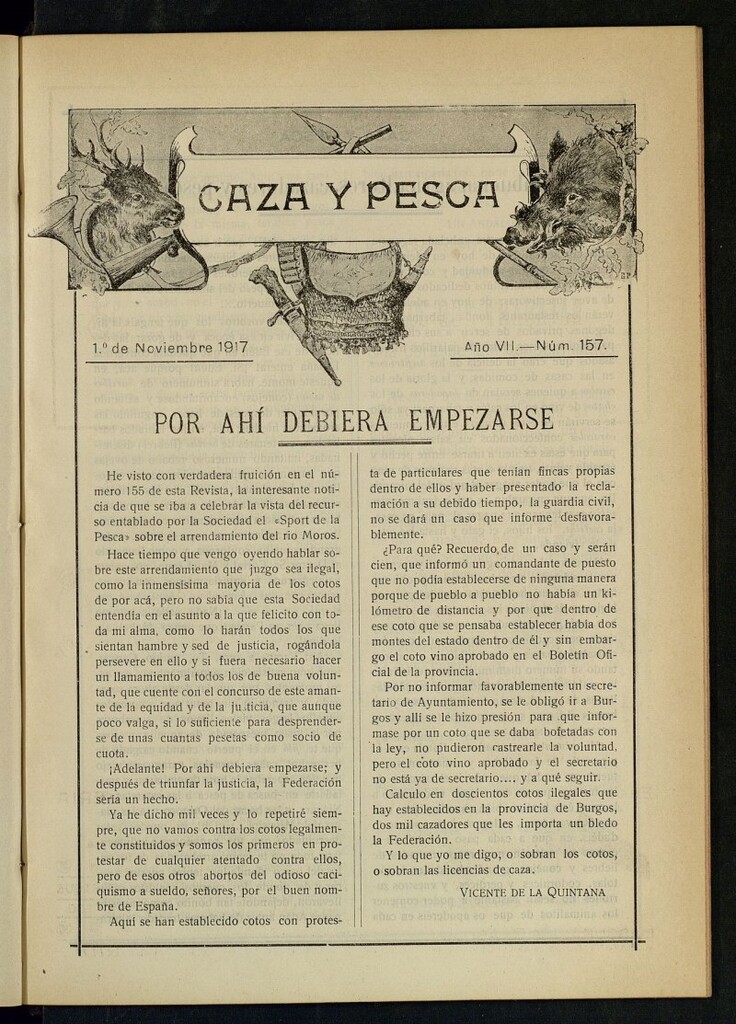 CAZA Y PESCA
1.º de Noviembre 1917
Año VII.—Núm. 157.
POR AHÍ DEBIERA EMPEZARSE
He visto con verdadera fruición en el nú-
mero 155 de esta Revista, la interesante noti-
cia de que se iba a celebrar la vista del recur-
so entablado por la Sociedad el «Sport de la
Pesca» sobre el arrendamiento del rio Moros.
Hace tiempo que vengo oyendo hablar so-
bre este arrendamiento que juzgo sea ilegal,
como la inmensísima mayoria de los cotos
de por acá, pero no sabía que esta Sociedad
entendía en el asunto a la que felicito con to-
da mi alma, como lo harán todos los que
sientan hambre y sed de justicia, rogándola
persevere en ello y si fuera necesario hacer
un llamamiento a todos los de buena volun-
tad, que cuente con el concurso de este aman-
te de la equidad y de la justicia, que aunque
poco valga, si lo suficiente para desprender-
se de unas cuantas pesetas como socio de
cuota.
¡Adelante! Por ahi debiera empezarse; y
después de triunfar la justicia, la Federación
seria un hecho.
Ya he dicho mil veces y lo repetiré siem-
pre, que no vamos contra los cotos legalmen-
te constituidos y somos los primeros en pro-
testar de cualquier atentado contra ellos,
pero de esos otros abortos del odioso caci-
quismo a sueldo, señores, por el buen nom-
bre de España.
Aqui se han establecido cotos con protes-
ta de particulares que tenian fincas propias
dentro de ellos y haber presentado la recla-
mación a su debido tiempo, la guardia civil,
no se dará un caso que informe desfavora-
blemente.
¿Para qué? Recuerdo, de un caso y serán
cien, que informó un comandante de puesto
que no podía establecerse de ninguna manera
porque de pueblo a pueblo no había un ki-
lómetro de distancia y por que dentro de
ese coto que se pensaba establecer habia dos
montes del estado dentro de él y sin embar-
go el coto vino aprobado en el Boletín Ofi-
cial de la provincia.
Por no informar favorablemente un secre-
tario de Ayuntamiento, se le obligó ir a Bur-
gos y allí se le hizo presión para que infor-
mase por un coto que se daba bofetadas con
la ley, no pudieron rastrearle la voluntad,
pero el coto vino aprobado y el secretario
no está ya de secretario.... y a qué seguir.
Calculo en doscientos cotos ilegales que
hay establecidos en la provincia de Burgos,
dos mil cazadores que les importa un bledo
la Federación.
Y lo que yo me digo, o sobran los cotos,
o sobran las licencias de caza.
VICENTE DE LA QUINTANA